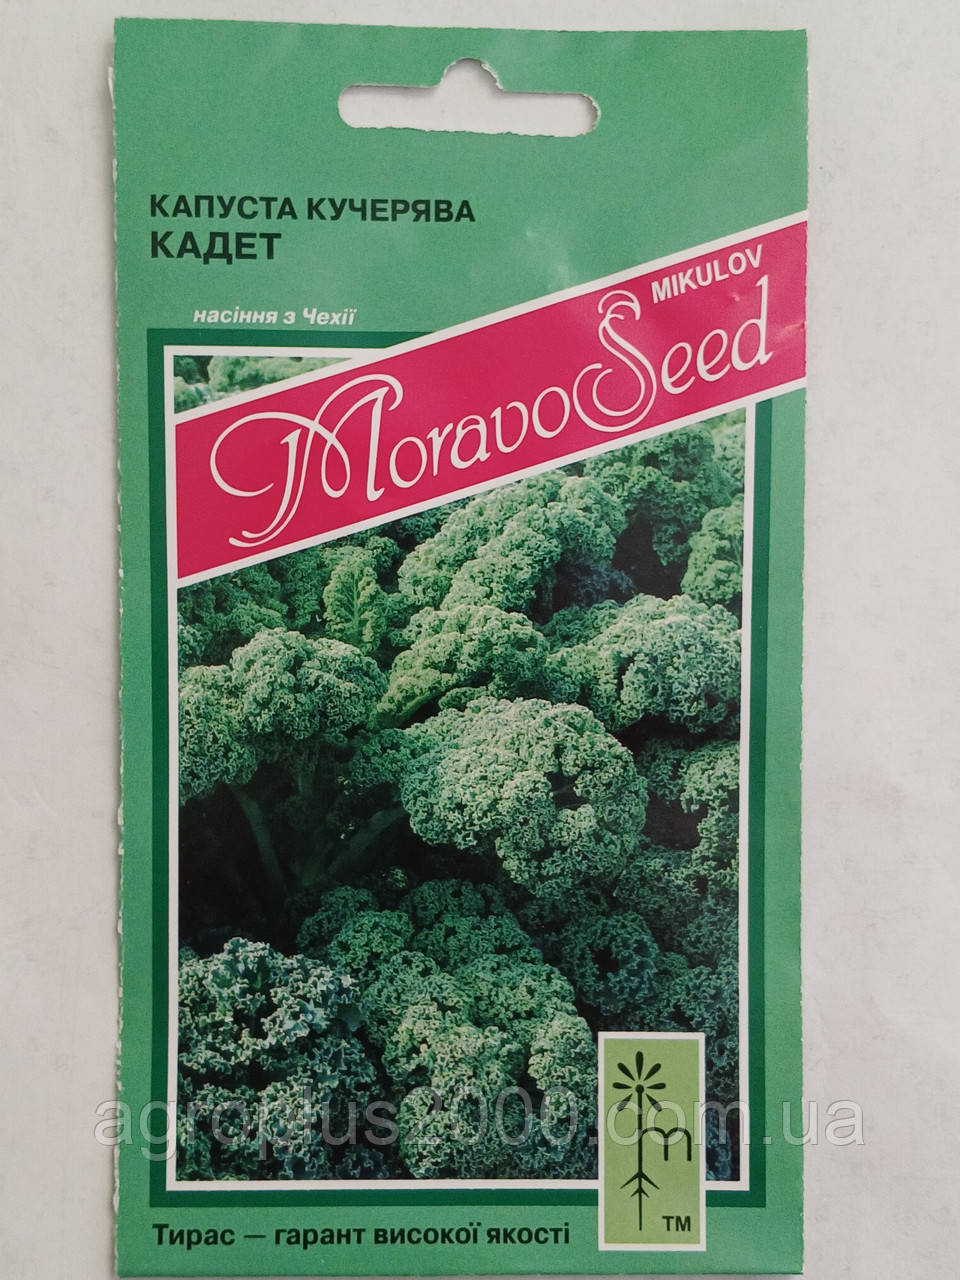 КАПУСТА КУЧЕРЯВА
КАДЕТ
насіння з Чехії
MIKULOV
MoravoSeed
agroplus2000.com.ua
m
TM
Тирас — гарант високої якості